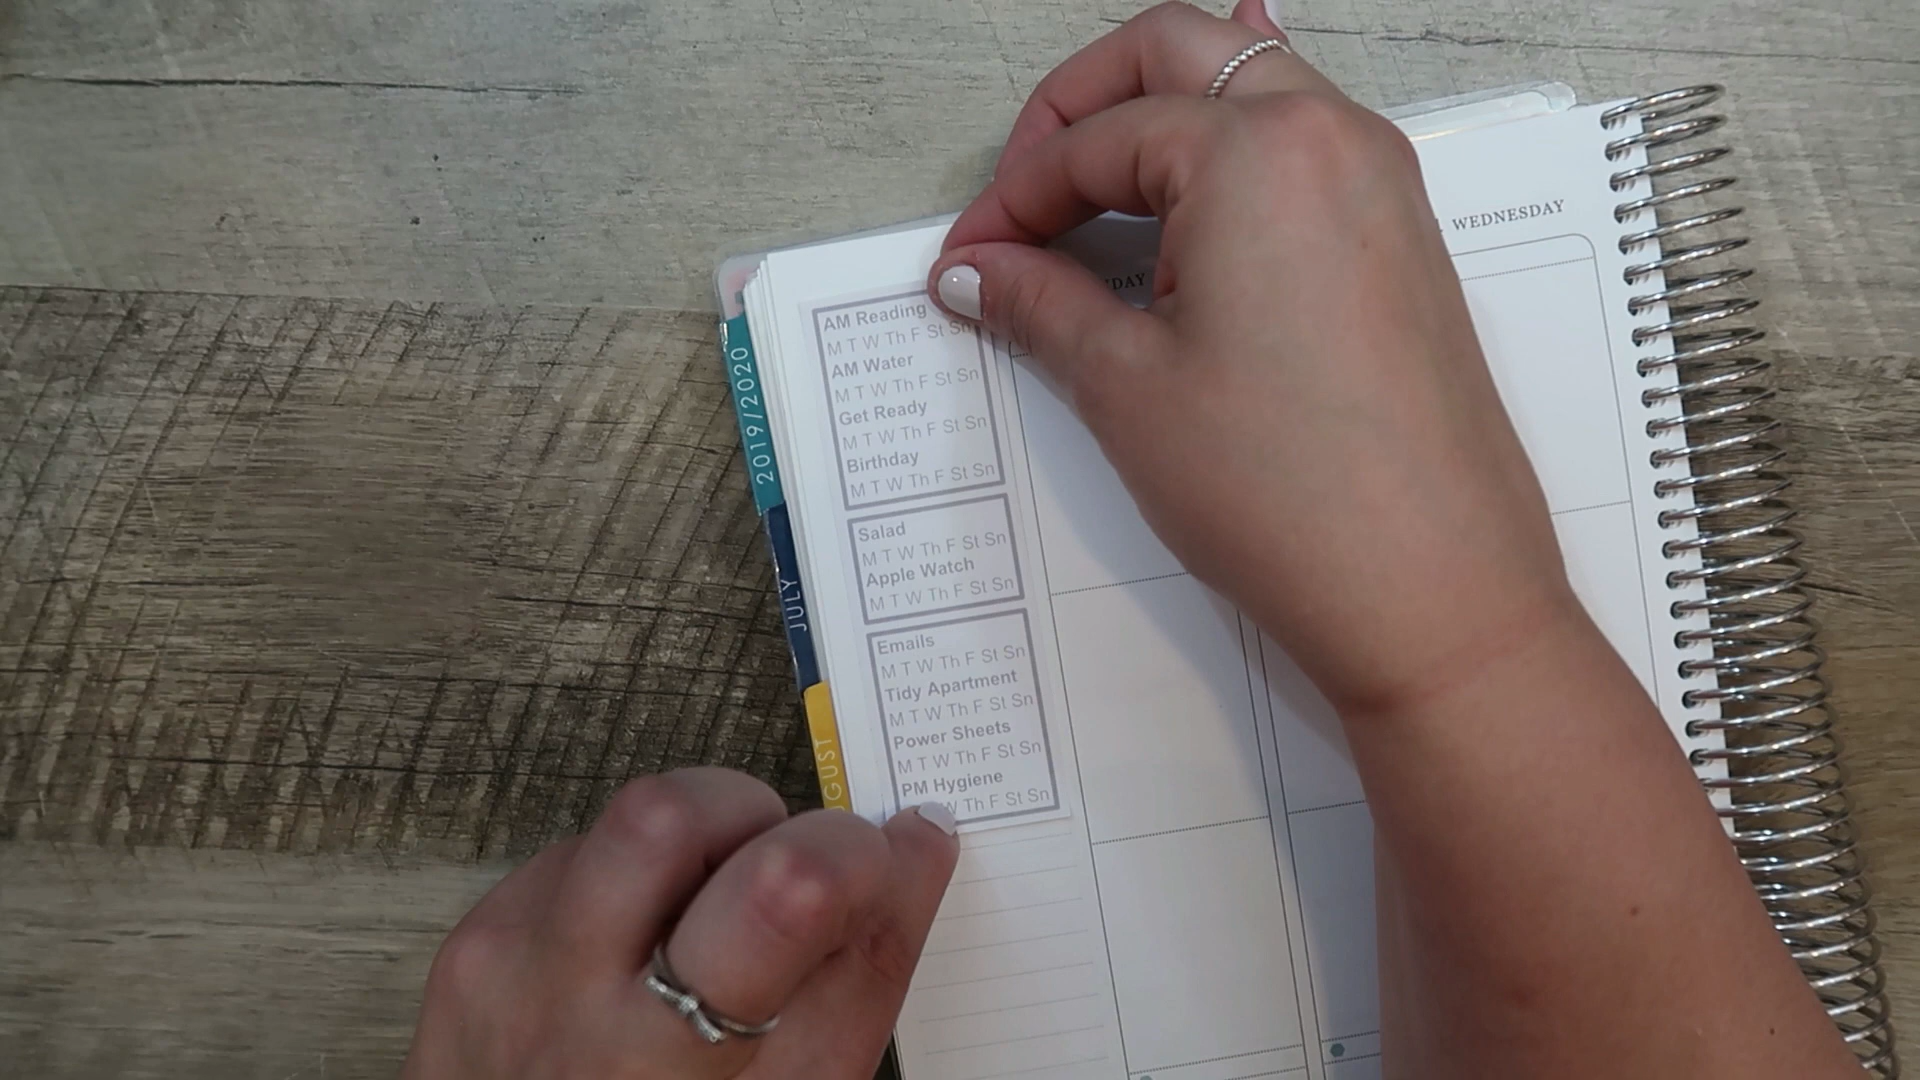 WEDNESDAY
2019/2020
JULY
AM Reading
M T W Th F St Sn
AM Water
M T W Th F St Sn
Get Ready
M T W Th F St Sn
Birthday
M T W Th F St Sn
Salad
M T W Th F St Sn
Apple Watch
M T W Th F St Sn
Emails
M T W Th F St Sn
Tidy Apartment
M T W Th F St Sn
Power Sheets
M T W Th F St Sn
PM Hygiene
W Th F St Sn